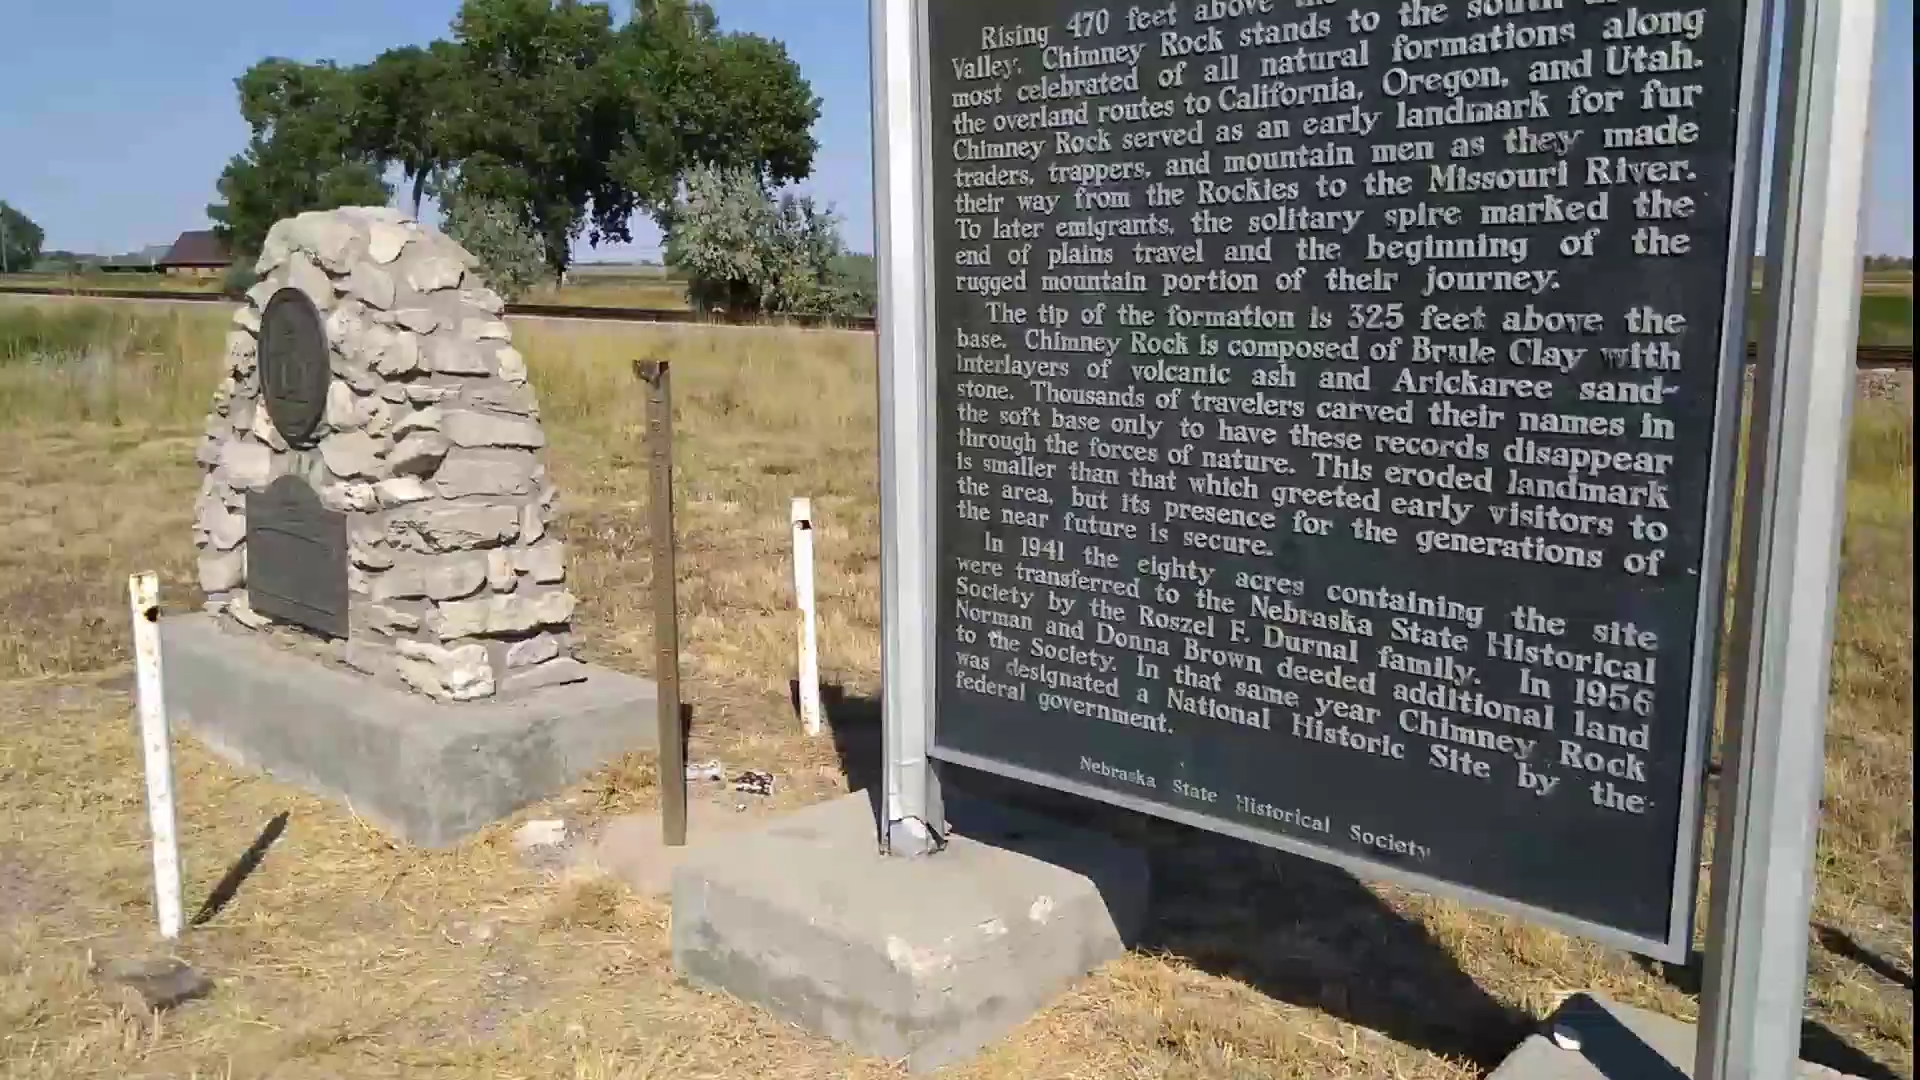 Rising 470 feet above the
Valley, Chimney Rock stands to the south
most celebrated of all natural formations along
the overland routes to California, Oregon, and Utah.
Chimney Rock served as an early landmark for fur
traders, trappers, and mountain men as they made
their way from the Rockies to the Missouri River.
To later emigrants, the solitary spire marked the
end of plains travel and the beginning of the
rugged mountain portion of their journey.
The tip of the formation is 325 feet above the
base. Chimney Rock is composed of Brule Clay with
interlayers of volcanic ash and Arickaree sand-
stone. Thousands of travelers carved their names in
the soft base only to have these records disappear
through the forces of nature. This eroded landmark
is smaller than that which greeted early visitors to
the area, but its presence for the generations of
the near future is secure.
In 1941 the eighty acres containing the site
were transferred to the Nebraska State Historical
Society by the Roszel F. Durnal family. In 1956
Norman and Donna Brown deeded additional land
to the Society. In that same year Chimney Rock
was designated a National Historic Site by the
federal government.
Nebraska State Historical Society